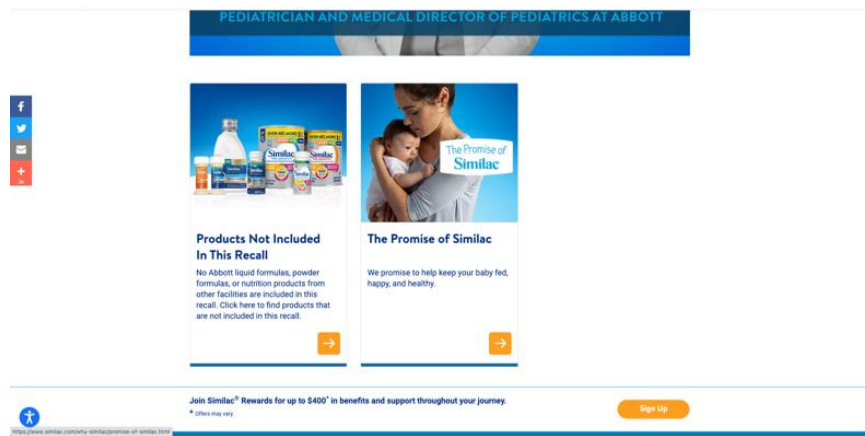 PEDIATRICIAN AND MEDICAL DIRECTOR OF PEDIATRICS AT ABBOTT
Similac
Similac
The Promise of
Similac
Products Not Included
In This Recall
No Abbott liquid formulas, powder
formulas, or nutrition products from
other facilities are included in this
recall. Click here to find products that
are not included in this recall.
The Promise of Similac
We promise to help keep your baby fed,
happy, and healthy.
Join Similac® Rewards for up to $400* in benefits and support throughout your journey.
* Offers may vary
Sign Up
https://www.similac.com/why-similac/promise-of-similac.html